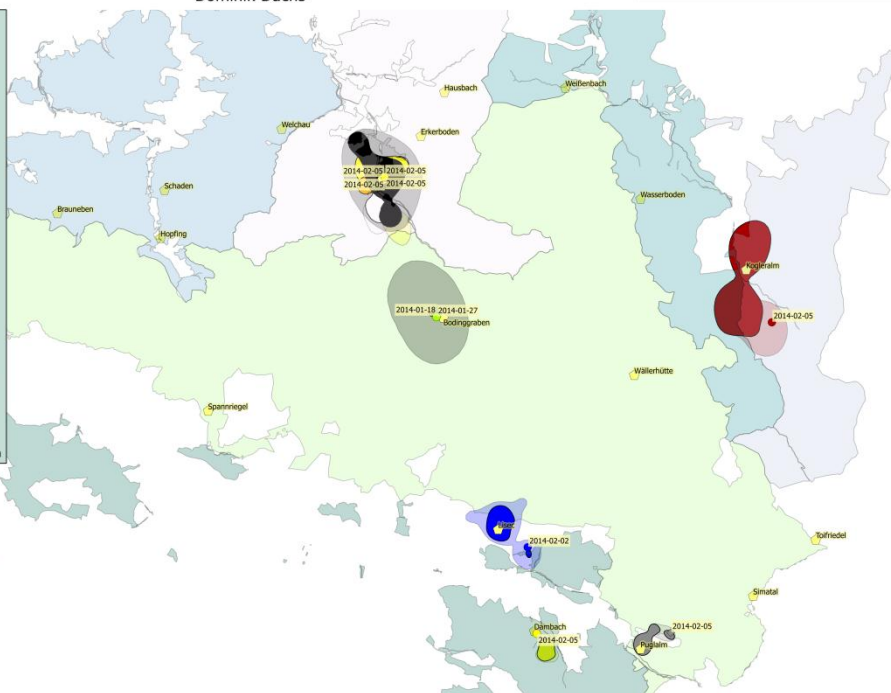 Hausbach
Weißenbach
Welchau
Erkerboden
2014-02-05 2014-02-05
2014-02-05 2014-02-05
Schaden
Wasserboden
Brauneben
Hopfing
Kogleralm
2014-01-18 2014-01-27
Bodinggraben
2014-02-05
Wällerhütte
Spannriegel
2014-02-02
Toifriedel
Simatal
Dambach
2014-02-05
2014-02-05
Puglalm